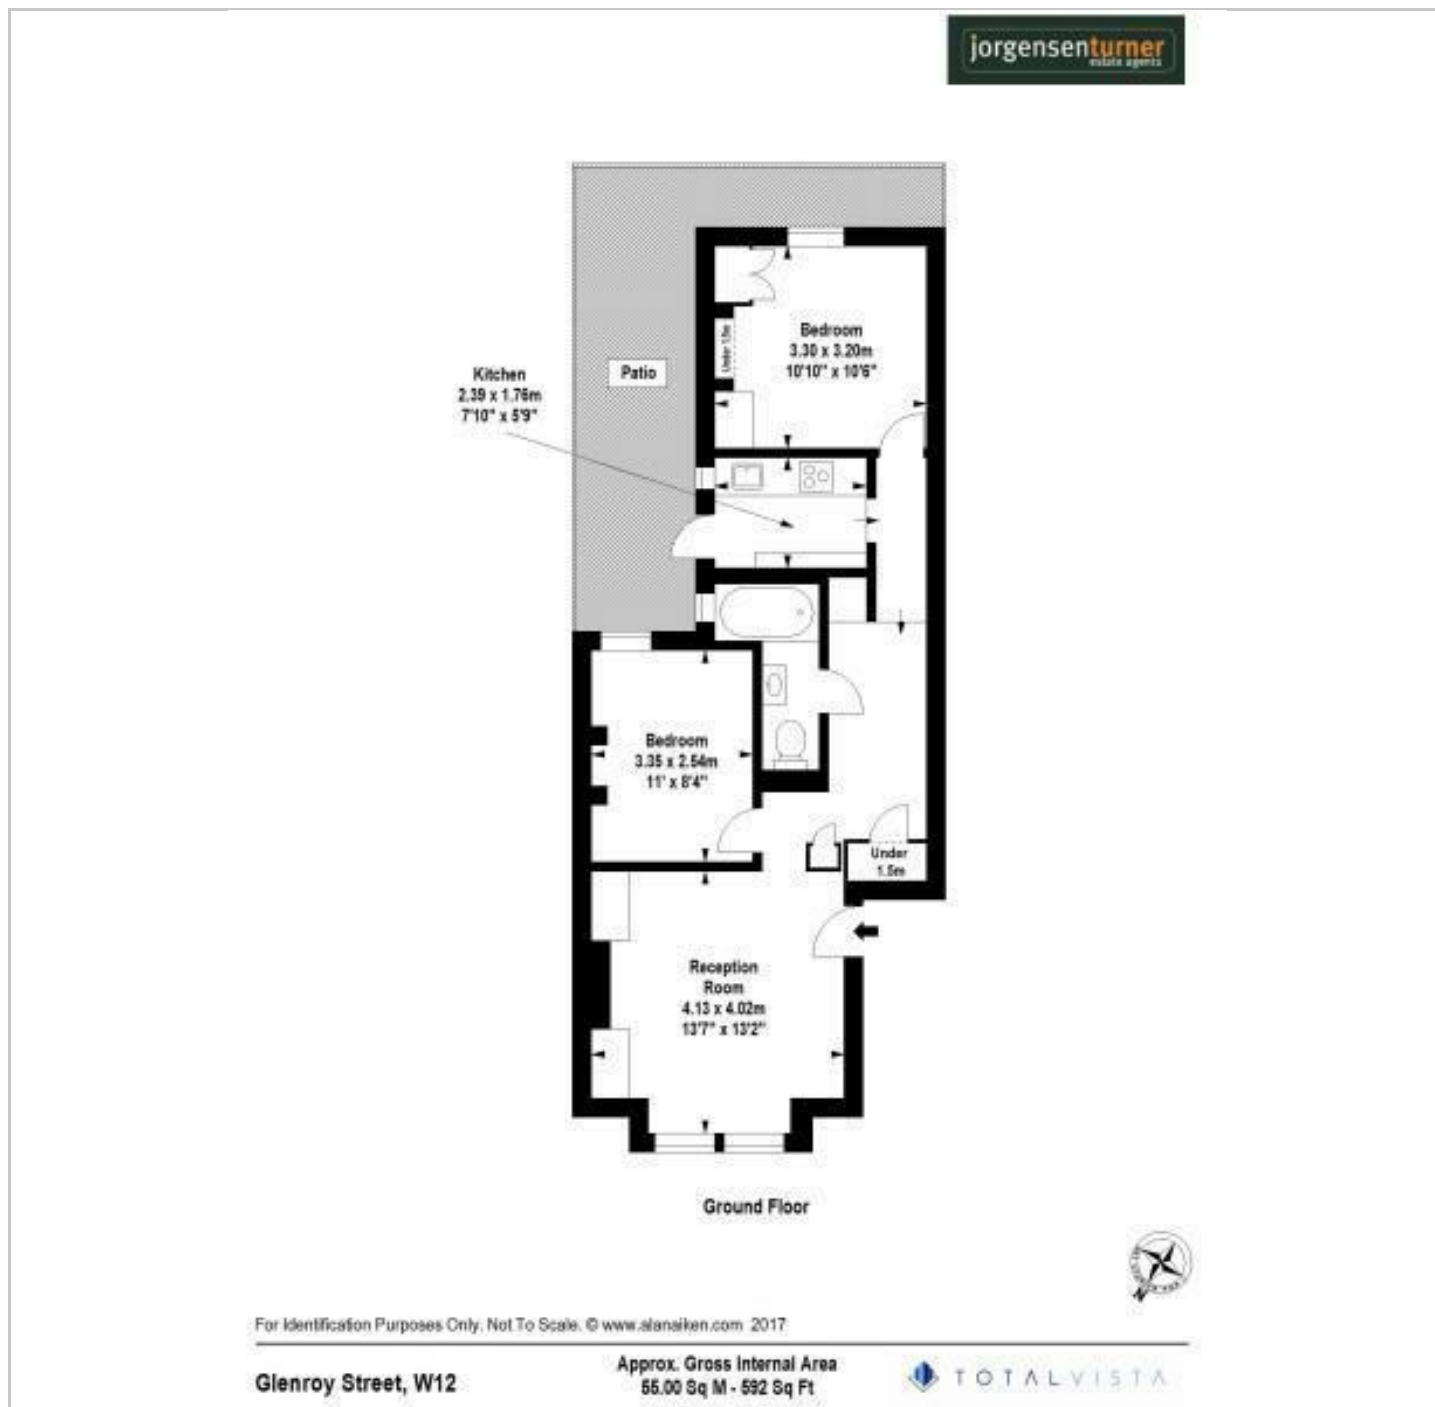 jorgensenturner
estate agents
Bedroom
3.30 x 3.20m
10'10" x 10'6"
Under 1.5m
Kitchen
2.39 x 1.76m
7'10" x 5'9"
Patio
Bedroom
3.35 x 2.54m
11' x 8'4"
Under
1.5m
Reception
Room
4.13 x 4.02m
13'7" x 13'2"
Ground Floor
N
For Identification Purposes Only. Not To Scale. © www.alanaiken.com 2017
Glenroy Street, W12
Approx. Gross Internal Area
55.00 Sq M - 592 Sq Ft
TOTALVISTA